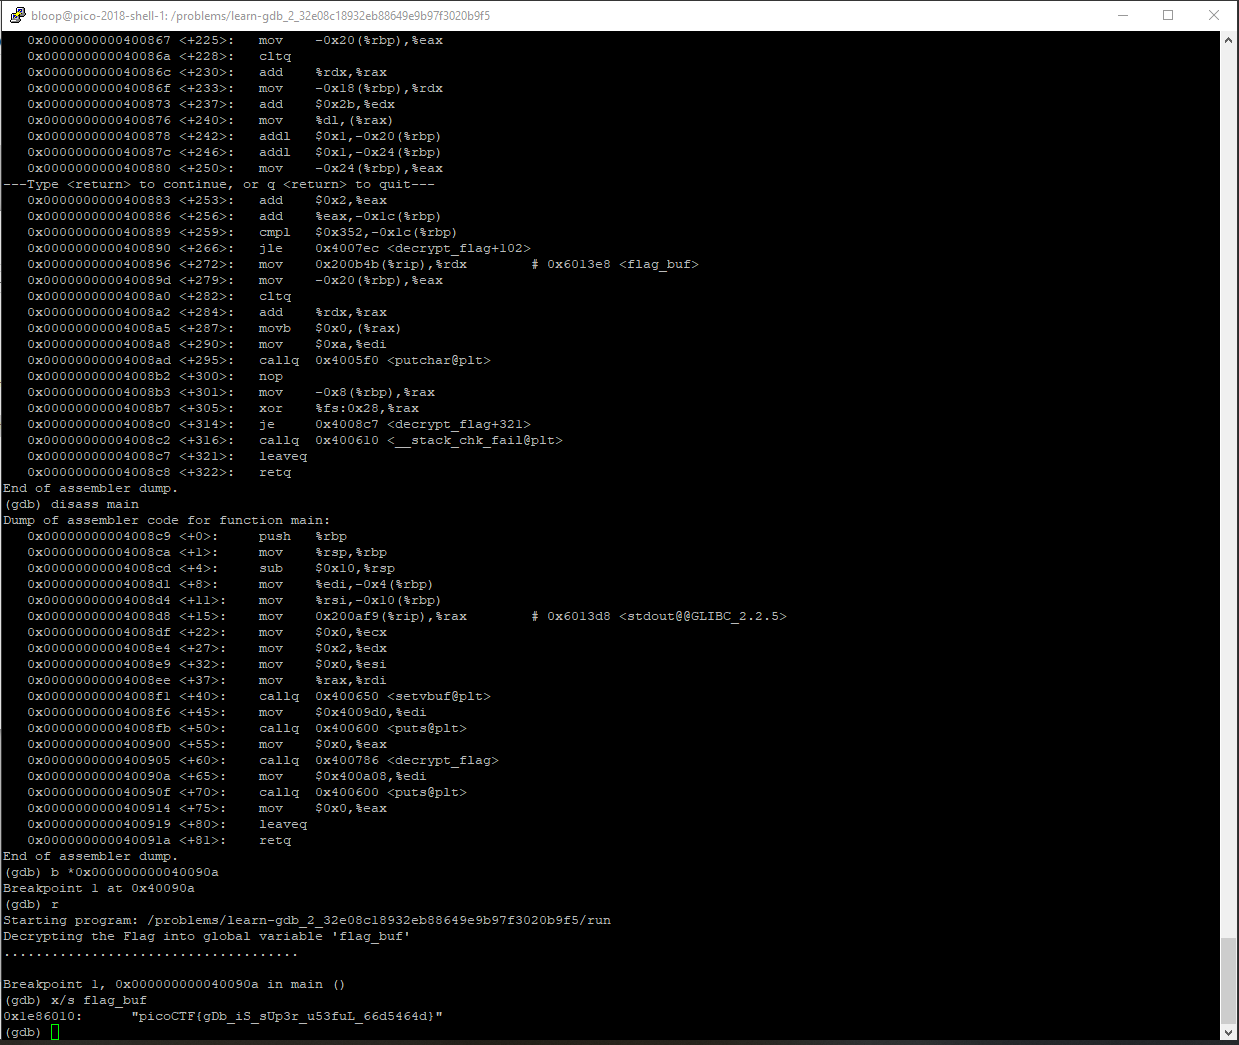 bloop@pico-2018-shell-1: /problems/learn-gdb_2_32e08c18932eb88649e9b97f3020b9f5
0x0000000000400867 <+225>: mov -0x20(%rbp),%eax
0x000000000040086a <+228>: cltq
0x000000000040086c <+230>: add %rdx,%rax
0x000000000040086f <+233>: mov -0x18(%rbp),%rdx
0x0000000000400873 <+237>: add $0x2b,%edx
0x0000000000400876 <+240>: mov %dl,(%rax)
0x0000000000400878 <+242>: addl $0x1,-0x20(%rbp)
0x000000000040087c <+246>: addl $0x1,-0x24(%rbp)
0x0000000000400880 <+250>: mov -0x24(%rbp),%eax
---Type <return> to continue, or q <return> to quit---
0x0000000000400883 <+253>: add $0x2,%eax
0x0000000000400886 <+256>: add %eax,-0x1c(%rbp)
0x0000000000400889 <+259>: cmpl $0x352,-0x1c(%rbp)
0x0000000000400890 <+266>: jle 0x4007ec <decrypt_flag+102>
0x0000000000400896 <+272>: mov 0x200b4b(%rip),%rdx # 0x6013e8 <flag_buf>
0x000000000040089d <+279>: mov -0x20(%rbp),%eax
0x00000000004008a0 <+282>: cltq
0x00000000004008a2 <+284>: add %rdx,%rax
0x00000000004008a5 <+287>: movb $0x0,(%rax)
0x00000000004008a8 <+290>: mov $0xa,%edi
0x00000000004008ad <+295>: callq 0x4005f0 <putchar@plt>
0x00000000004008b2 <+300>: nop
0x00000000004008b3 <+301>: mov -0x8(%rbp),%rax
0x00000000004008b7 <+305>: xor %fs:0x28,%rax
0x00000000004008c0 <+314>: je 0x4008c7 <decrypt_flag+321>
0x00000000004008c2 <+316>: callq 0x400610 <__stack_chk_fail@plt>
0x00000000004008c7 <+321>: leaveq
0x00000000004008c8 <+322>: retq
End of assembler dump.
(gdb) disass main
Dump of assembler code for function main:
0x00000000004008c9 <+0>: push %rbp
0x00000000004008ca <+1>: mov %rsp,%rbp
0x00000000004008cd <+4>: sub $0x10,%rsp
0x00000000004008d1 <+8>: mov %edi,-0x4(%rbp)
0x00000000004008d4 <+11>: mov %rsi,-0x10(%rbp)
0x00000000004008d8 <+15>: mov 0x200af9(%rip),%rax # 0x6013d8 <stdout@@GLIBC_2.2.5>
0x00000000004008df <+22>: mov $0x0,%ecx
0x00000000004008e4 <+27>: mov $0x2,%edx
0x00000000004008e9 <+32>: mov $0x0,%esi
0x00000000004008ee <+37>: mov %rax,%rdi
0x00000000004008f1 <+40>: callq 0x400650 <setvbuf@plt>
0x00000000004008f6 <+45>: mov $0x4009d0,%edi
0x00000000004008fb <+50>: callq 0x400600 <puts@plt>
0x0000000000400900 <+55>: mov $0x0,%eax
0x0000000000400905 <+60>: callq 0x400786 <decrypt_flag>
0x000000000040090a <+65>: mov $0x400a08,%edi
0x000000000040090f <+70>: callq 0x400600 <puts@plt>
0x0000000000400914 <+75>: mov $0x0,%eax
0x0000000000400919 <+80>: leaveq
0x000000000040091a <+81>: retq
End of assembler dump.
(gdb) b *0x000000000040090a
Breakpoint 1 at 0x40090a
(gdb) r
Starting program: /problems/learn-gdb_2_32e08c18932eb88649e9b97f3020b9f5/run
Decrypting the Flag into global variable 'flag_buf'
.....................................
Breakpoint 1, 0x000000000040090a in main ()
(gdb) x/s flag_buf
0x1e86010: "picoCTF{gDb_iS_sUp3r_u53fuL_66d5464d}"
(gdb)